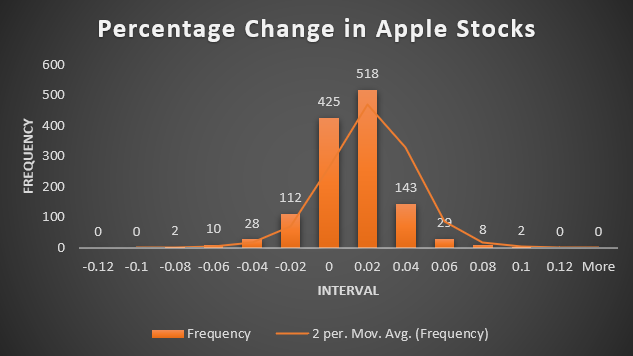 Percentage Change in Apple Stocks
600
500
400
300
200
100
0
FREQUENCY
0 0 2 10 28 112 425 518 143 29 8 2 0 0
-0.12 -0.1 -0.08 -0.06 -0.04 -0.02 0 0.02 0.04 0.06 0.08 0.1 0.12 More
INTERVAL
Frequency 2 per. Mov. Avg. (Frequency)